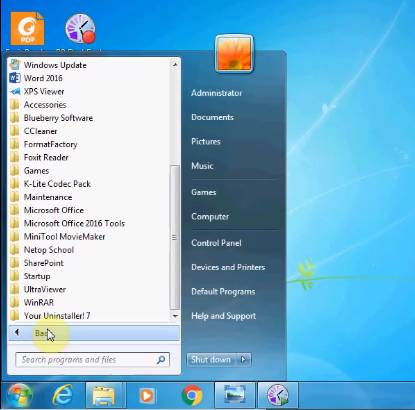 PDF
Windows Update
Word 2016
XPS Viewer
Accessories
Blueberry Software
CCleaner
FormatFactory
Foxit Reader
Games
K-Lite Codec Pack
Maintenance
Microsoft Office
Microsoft Office 2016 Tools
MiniTool MovieMaker
Netop School
SharePoint
Startup
UltraViewer
WinRAR
Your Uninstaller! 7
Back
Search programs and files
Administrator
Documents
Pictures
Music
Games
Computer
Control Panel
Devices and Printers
Default Programs
Help and Support
Shut down